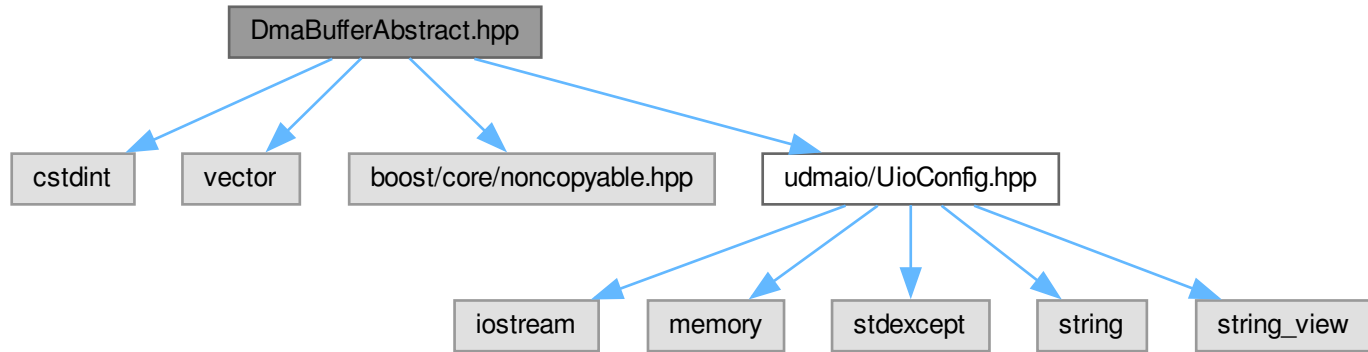 DmaBufferAbstract.hpp
cstdint
vector
boost/core/noncopyable.hpp
udmaio/UioConfig.hpp
iostream
memory
stdexcept
string
string_view